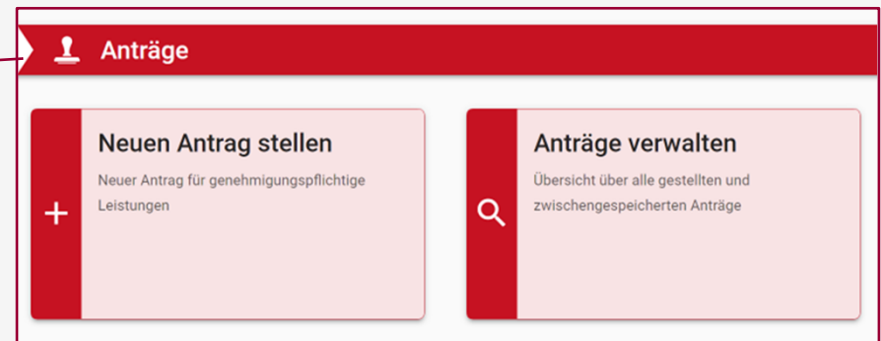 Anträge
Neuen Antrag stellen
Neuer Antrag für genehmigungspflichtige
Leistungen
Anträge verwalten
Übersicht über alle gestellten und
zwischengespeicherten Anträge